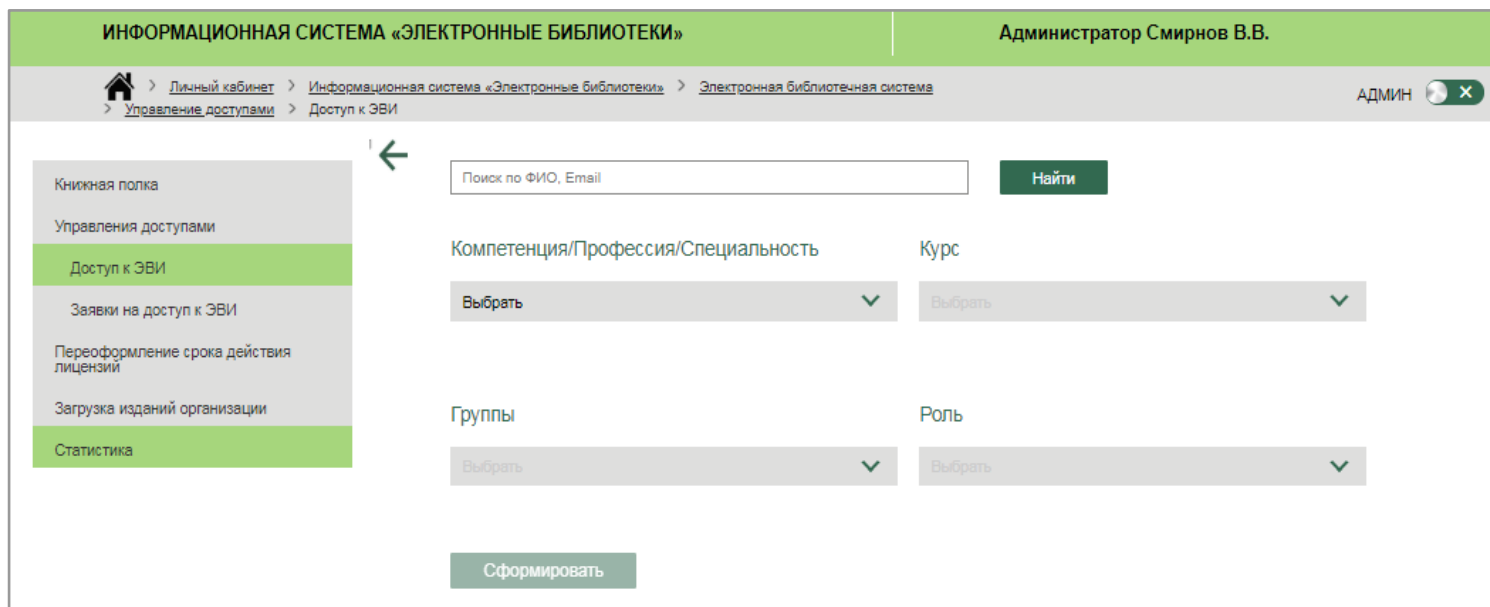 ИНФОРМАЦИОННАЯ СИСТЕМА «ЭЛЕКТРОННЫЕ БИБЛИОТЕКИ»
Администратор Смирнов В.В.
> Личный кабинет > Информационная система «Электронные библиотеки» > Электронная библиотечная система
> Управление доступами > Доступ к ЭВИ
АДМИН
Книжная полка
Управления доступами
Доступ к ЭВИ
Заявки на доступ к ЭВИ
Переоформление срока действия
лицензий
Загрузка изданий организации
Статистика
Поиск по ФИО, Email
Найти
Компетенция/Профессия/Специальность
Курс
Выбрать
Выбрать
Группы
Роль
Выбрать
Выбрать
Сформировать